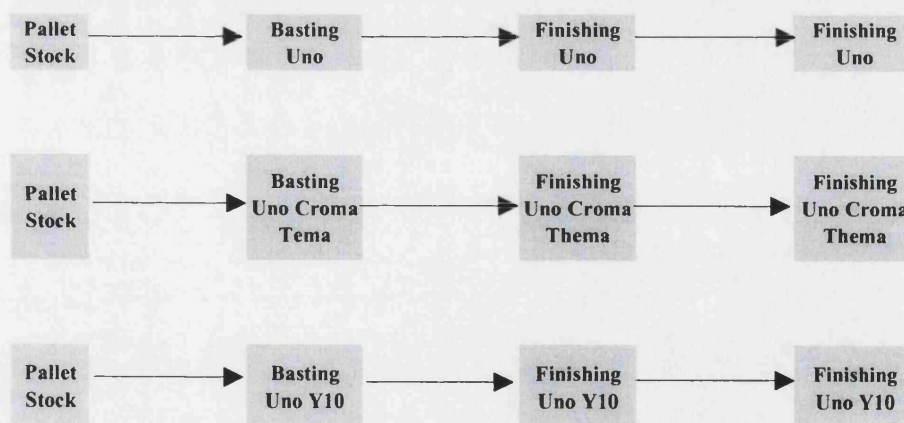 Pallet
Stock
Basting
Uno
Finishing
Uno
Finishing
Uno
Pallet
Stock
Basting
Uno Croma
Tema
Finishing
Uno Croma
Thema
Finishing
Uno Croma
Thema
Pallet
Stock
Basting
Uno Y10
Finishing
Uno Y10
Finishing
Uno Y10